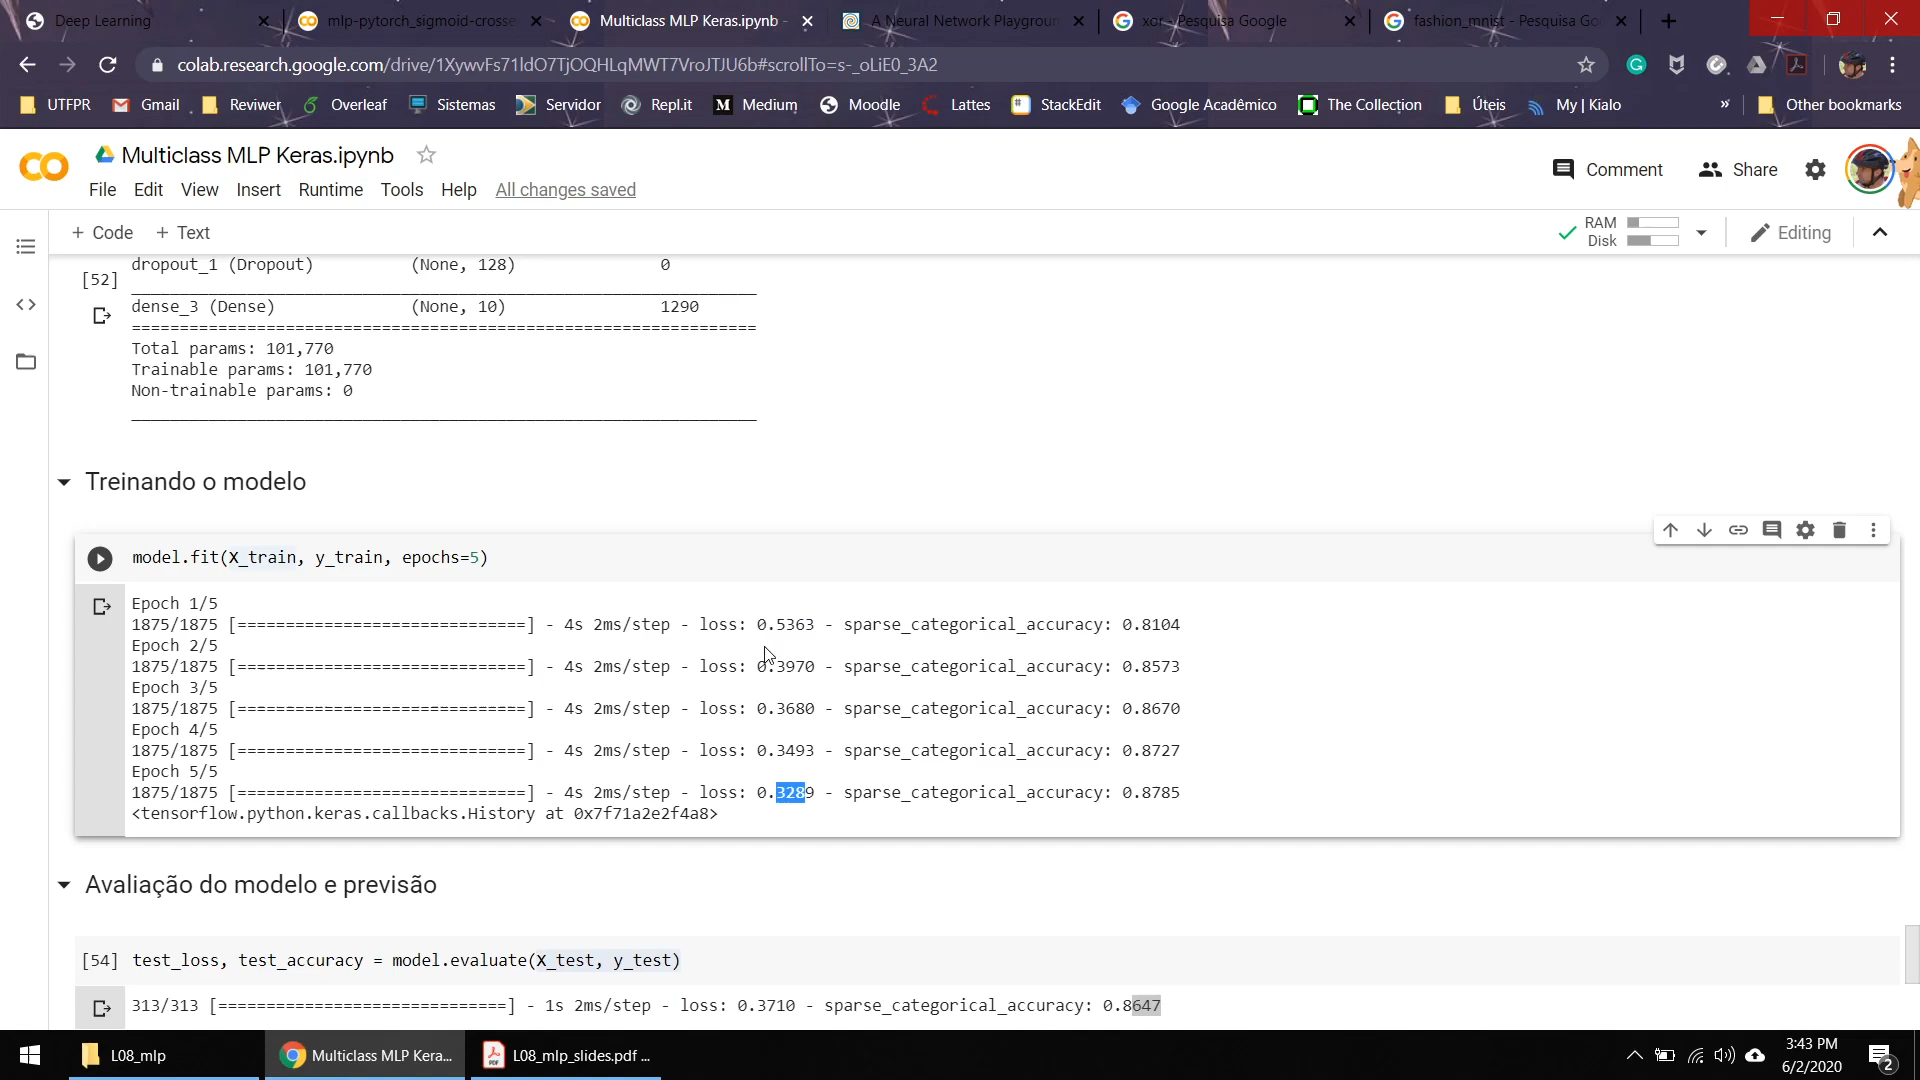 Deep Learning
mlp-pytorch_sigmoid-crosse
Multiclass MLP Keras.ipynb -
A Neural Network Playgroun
xor - Pesquisa Google
fashion_mnist - Pesquisa Go
colab.research.google.com/drive/1XywvFs71ldO7TjOQHLqMWT7VroJTJU6b#scrollTo=s-_oLiE0_3A2
UTFPR Gmail Reviwer Overleaf Sistemas Servidor Repl.it Medium Moodle Lattes StackEdit Google Acadêmico The Collection Úteis My | Kialo » Other bookmarks
Multiclass MLP Keras.ipynb
Comment Share
File Edit View Insert Runtime Tools Help All changes saved
+ Code + Text
RAM
Disk
Editing
dropout_1 (Dropout) (None, 128) 0
[52]
dense_3 (Dense) (None, 10) 1290
=================================================================
Total params: 101,770
Trainable params: 101,770
Non-trainable params: 0
Treinando o modelo
model.fit(X_train, y_train, epochs=5)
Epoch 1/5
1875/1875 [==============================] - 4s 2ms/step - loss: 0.5363 - sparse_categorical_accuracy: 0.8104
Epoch 2/5
1875/1875 [==============================] - 4s 2ms/step - loss: 0.3970 - sparse_categorical_accuracy: 0.8573
Epoch 3/5
1875/1875 [==============================] - 4s 2ms/step - loss: 0.3680 - sparse_categorical_accuracy: 0.8670
Epoch 4/5
1875/1875 [==============================] - 4s 2ms/step - loss: 0.3493 - sparse_categorical_accuracy: 0.8727
Epoch 5/5
1875/1875 [==============================] - 4s 2ms/step - loss: 0.3289 - sparse_categorical_accuracy: 0.8785
<tensorflow.python.keras.callbacks.History at 0x7f71a2e2f4a8>
Avaliação do modelo e previsão
[54] test_loss, test_accuracy = model.evaluate(X_test, y_test)
313/313 [==============================] - 1s 2ms/step - loss: 0.3710 - sparse_categorical_accuracy: 0.8647
L08_mlp
Multiclass MLP Kera...
L08_mlp_slides.pdf ...
3:43 PM
6/2/2020
2